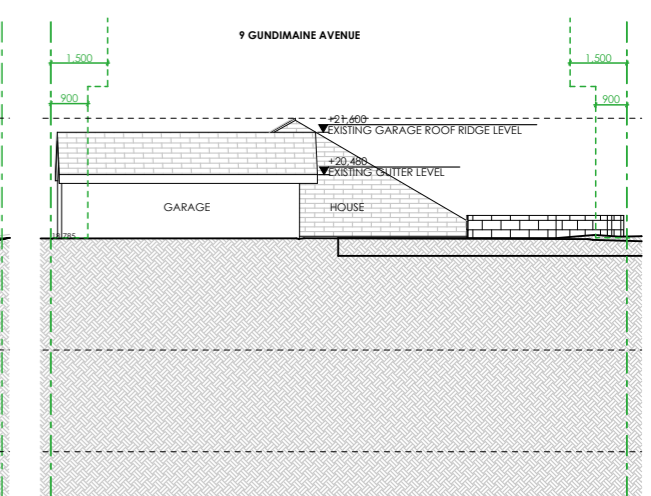 9 GUNDIMAINE AVENUE
1,500
1,500
900
900
+21,600
EXISTING GARAGE ROOF RIDGE LEVEL
+20,480
EXISTING GUTTER LEVEL
GARAGE
HOUSE